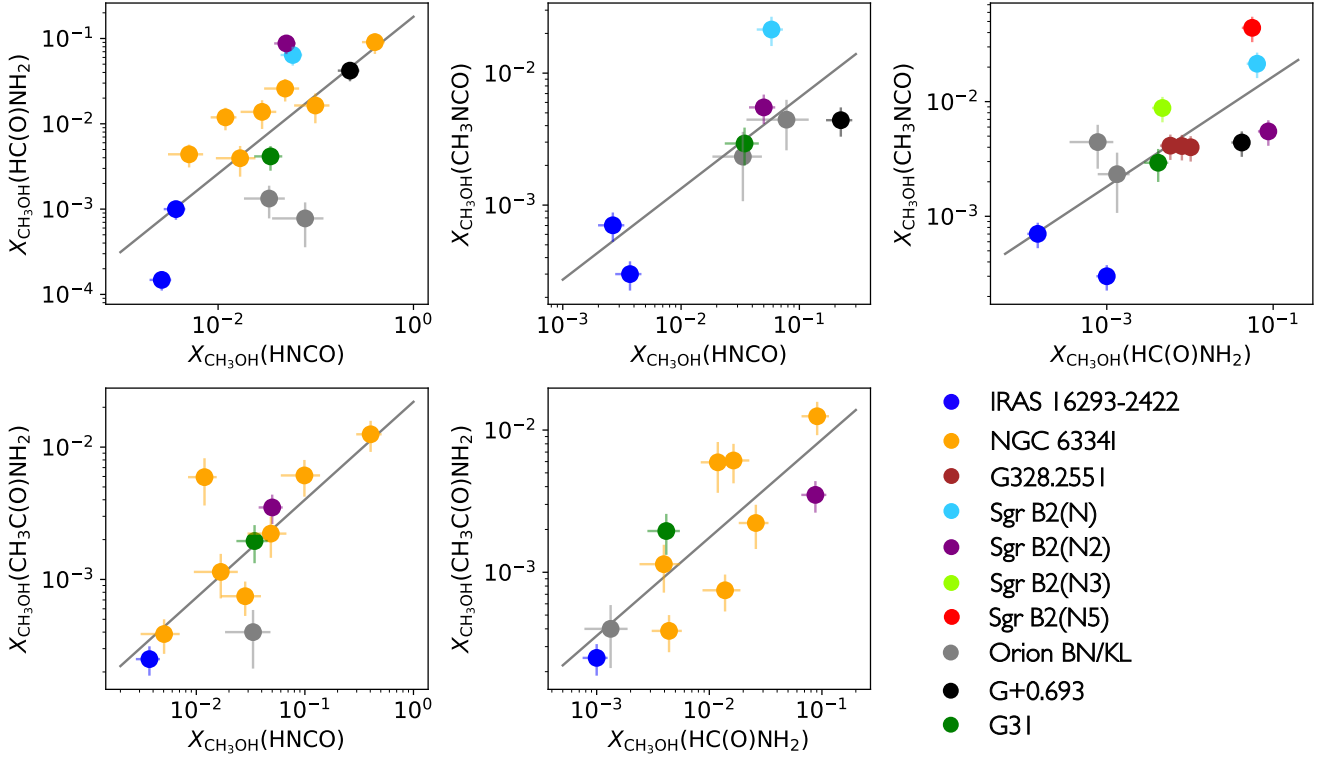 X_CH₃OH(HC(O)NH₂)
10⁻¹
10⁻²
10⁻³
10⁻⁴
10⁻² 10⁰
X_CH₃OH(HNCO)
X_CH₃OH(CH₃NCO)
10⁻²
10⁻³
10⁻³ 10⁻² 10⁻¹
X_CH₃OH(HNCO)
X_CH₃OH(CH₃NCO)
10⁻²
10⁻³
10⁻³ 10⁻¹
X_CH₃OH(HC(O)NH₂)
X_CH₃OH(CH₃C(O)NH₂)
10⁻²
10⁻³
10⁻² 10⁻¹ 10⁰
X_CH₃OH(HNCO)
X_CH₃OH(CH₃C(O)NH₂)
10⁻²
10⁻³
10⁻³ 10⁻² 10⁻¹
X_CH₃OH(HC(O)NH₂)
IRAS 16293-2422
NGC 6334I
G328.2551
Sgr B2(N)
Sgr B2(N2)
Sgr B2(N3)
Sgr B2(N5)
Orion BN/KL
G+0.693
G31